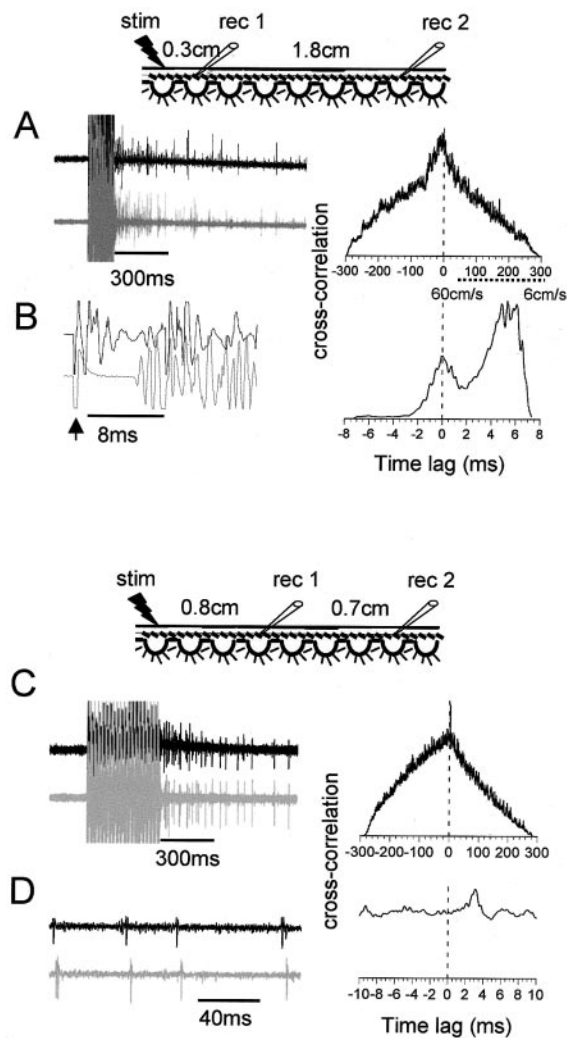 stim rec 1 rec 2
0.3cm 1.8cm
A
300ms
cross-correlation
-300 -200 -100 0 100 200 300
60cm/s 6cm/s
B
8ms
-8 -6 -4 -2 0 2 4 6 8
Time lag (ms)
stim rec 1 rec 2
0.8cm 0.7cm
C
300ms
cross-correlation
-300 -200 -100 0 100 200 300
D
40ms
-10 -8 -6 -4 -2 0 2 4 6 8 10
Time lag (ms)